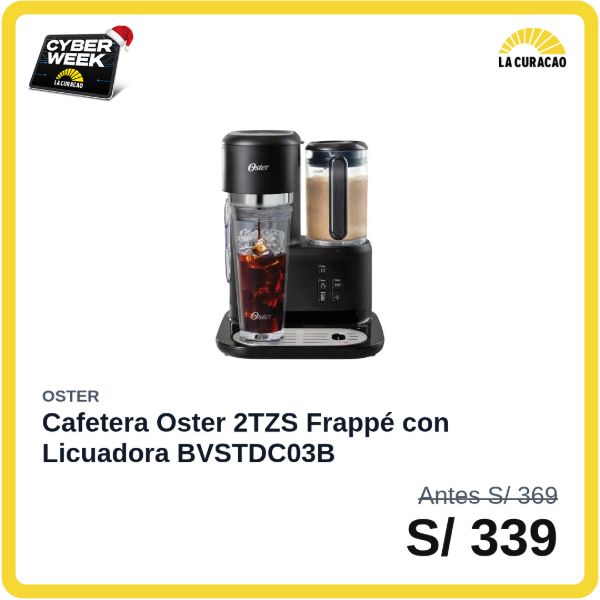 CYBER
WEEK
LA CURACAO
LA CURACAO
Oster
Oster
OSTER
Cafetera Oster 2TZS Frappé con
Licuadora BVSTDC03B
Antes S/ 369
S/ 339